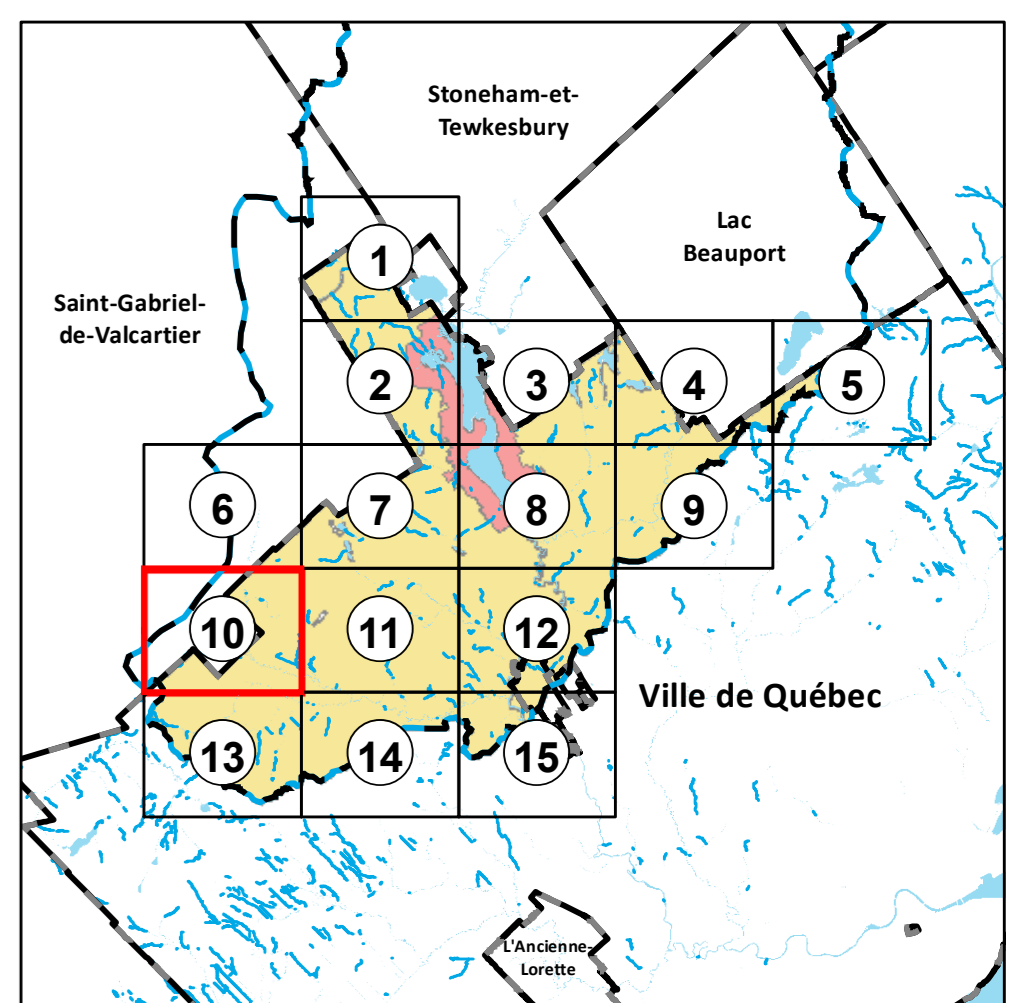 Stoneham-et-
Tewkesbury
Lac
Beauport
Saint-Gabriel-
de-Valcartier
1
2
3
4
5
6
7
8
9
10
11
12
Ville de Québec
13
14
15
L'Ancienne-
Lorette